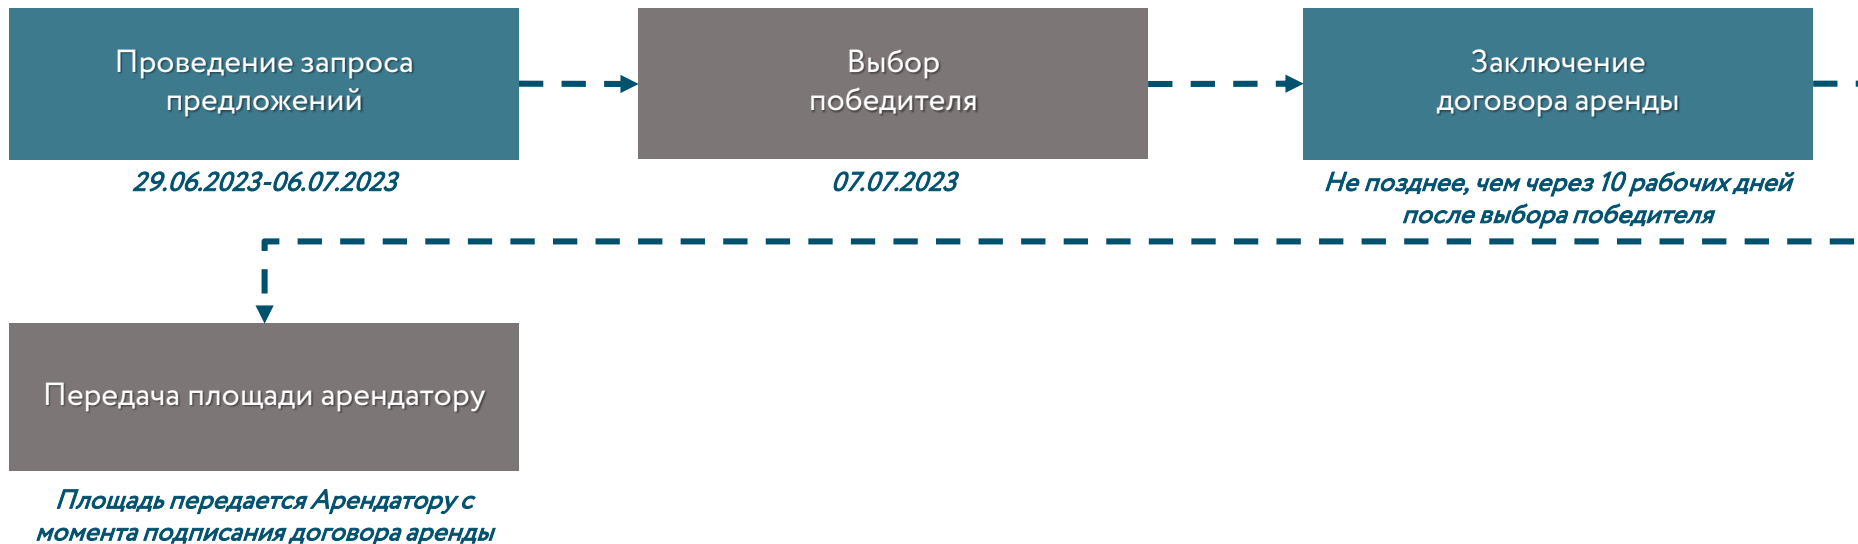 Проведение запроса
предложений
29.06.2023-06.07.2023
Выбор
победителя
07.07.2023
Заключение
договора аренды
Не позднее, чем через 10 рабочих дней
после выбора победителя
Передача площади арендатору
Площадь передается Арендатору с
момента подписания договора аренды